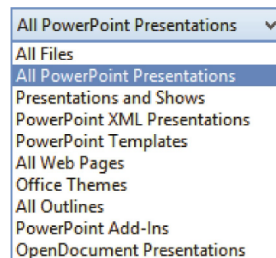 All PowerPoint Presentations
All Files
All PowerPoint Presentations
Presentations and Shows
PowerPoint XML Presentations
PowerPoint Templates
All Web Pages
Office Themes
All Outlines
PowerPoint Add-Ins
OpenDocument Presentations